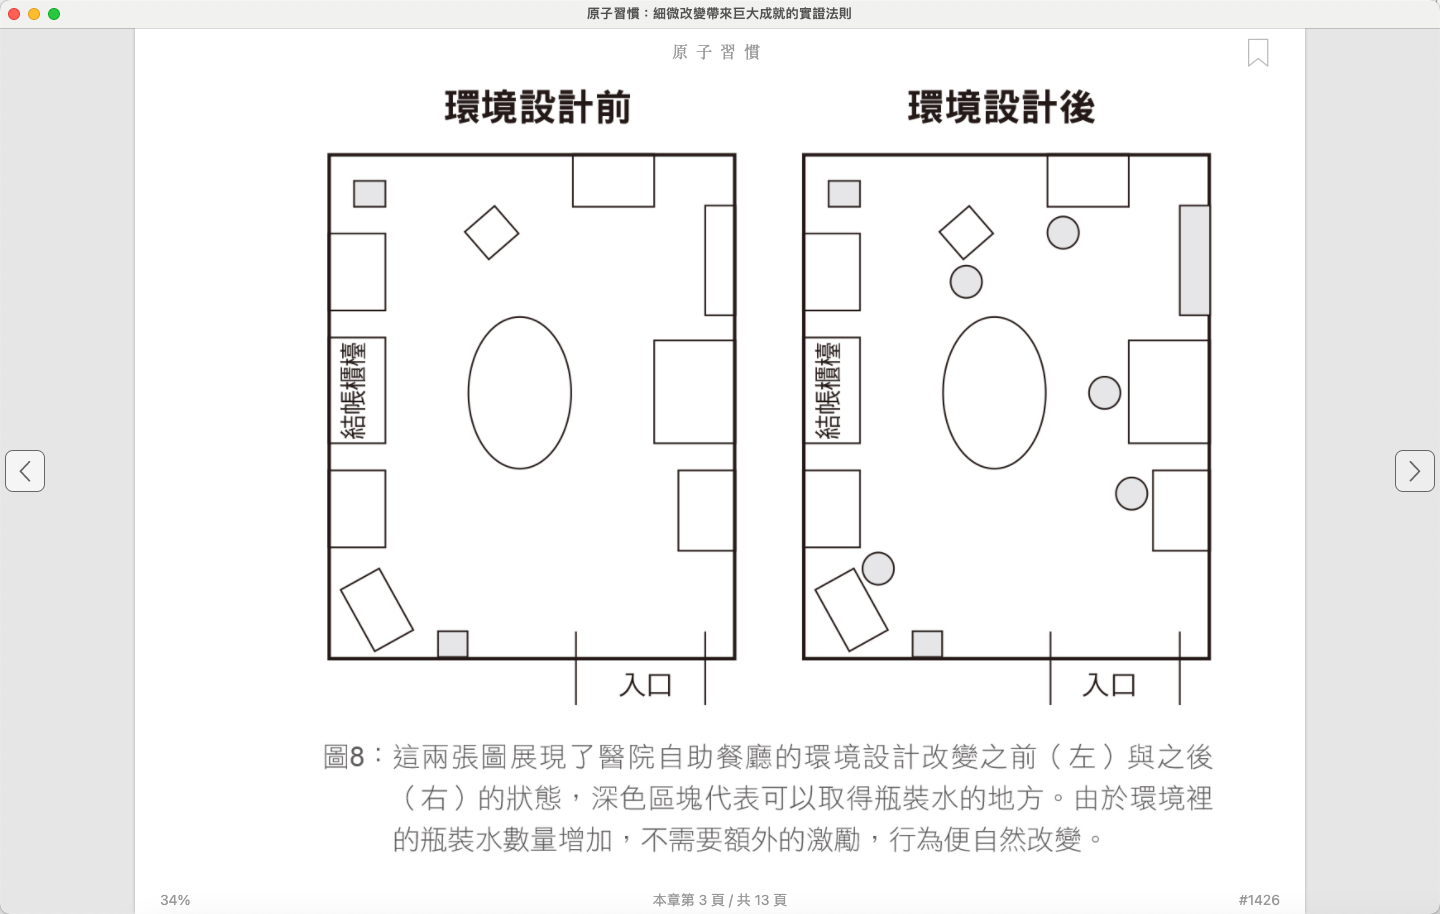 原子習慣：細微改變帶來巨大成就的實證法則
原子習慣
環境設計前
環境設計後
結帳櫃檯
結帳櫃檯
入口
入口
圖8：這兩張圖展現了醫院自助餐廳的環境設計改變之前（左）與之後
（右）的狀態，深色區塊代表可以取得瓶裝水的地方。由於環境裡
的瓶裝水數量增加，不需要額外的激勵，行為便自然改變。
34%
本章第 3 頁 / 共 13 頁
#1426